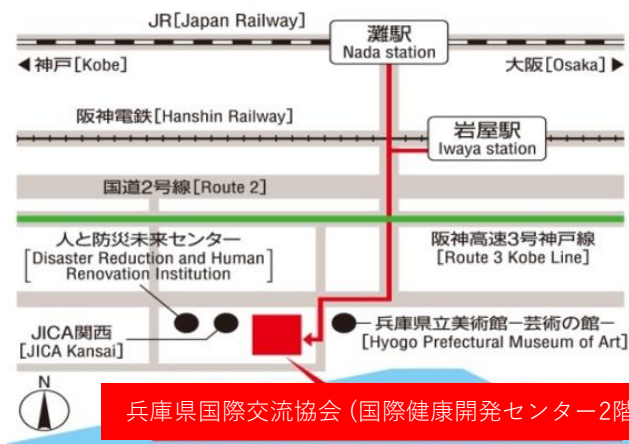 JR[Japan Railway]
灘駅
Nada station
◀神戸[Kobe]
大阪[Osaka]▶
阪神電鉄[Hanshin Railway]
岩屋駅
Iwaya station
国道2号線[Route 2]
人と防災未来センター
[Disaster Reduction and Human
Renovation Institution]
阪神高速3号神戸線
[Route 3 Kobe Line]
JICA関西
[JICA Kansai]
兵庫県立美術館−芸術の館−
[Hyogo Prefectural Museum of Art]
N
兵庫県国際交流協会 (国際健康開発センター2階